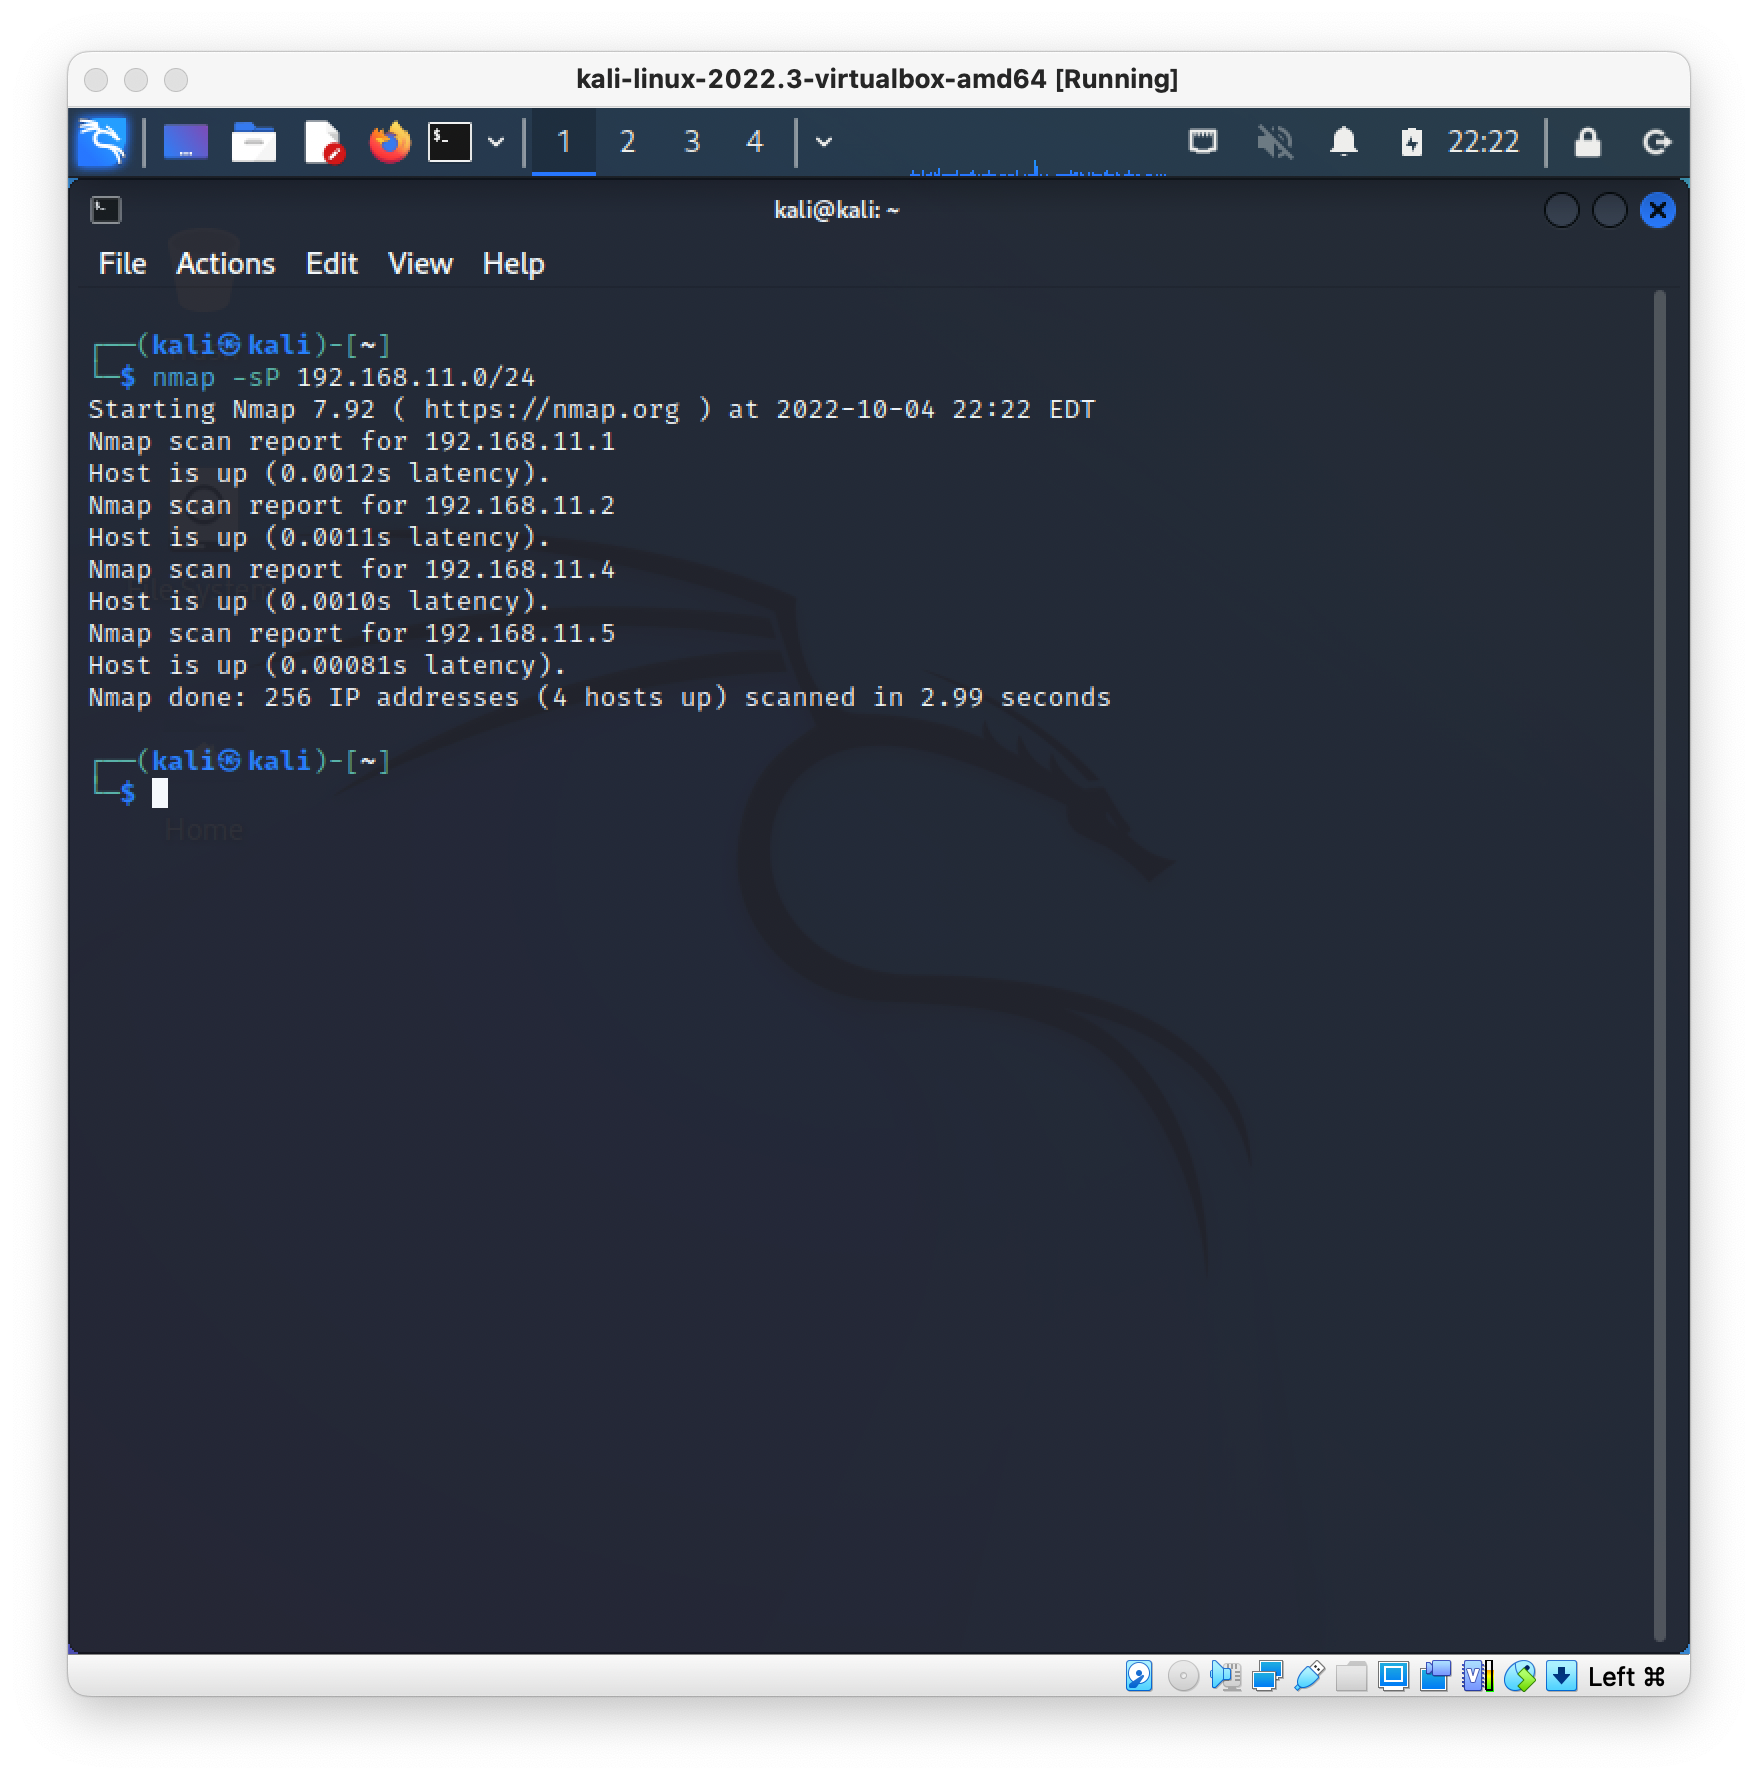 kali-linux-2022.3-virtualbox-amd64 [Running]
$_ 1 2 3 4 22:22
kali@kali: ~
File Actions Edit View Help
┌──(kali㉿kali)-[~]
└─$ nmap -sP 192.168.11.0/24
Starting Nmap 7.92 ( https://nmap.org ) at 2022-10-04 22:22 EDT
Nmap scan report for 192.168.11.1
Host is up (0.0012s latency).
Nmap scan report for 192.168.11.2
Host is up (0.0011s latency).
Nmap scan report for 192.168.11.4
Host is up (0.0010s latency).
Nmap scan report for 192.168.11.5
Host is up (0.00081s latency).
Nmap done: 256 IP addresses (4 hosts up) scanned in 2.99 seconds
┌──(kali㉿kali)-[~]
└─$
Home
Left ⌘